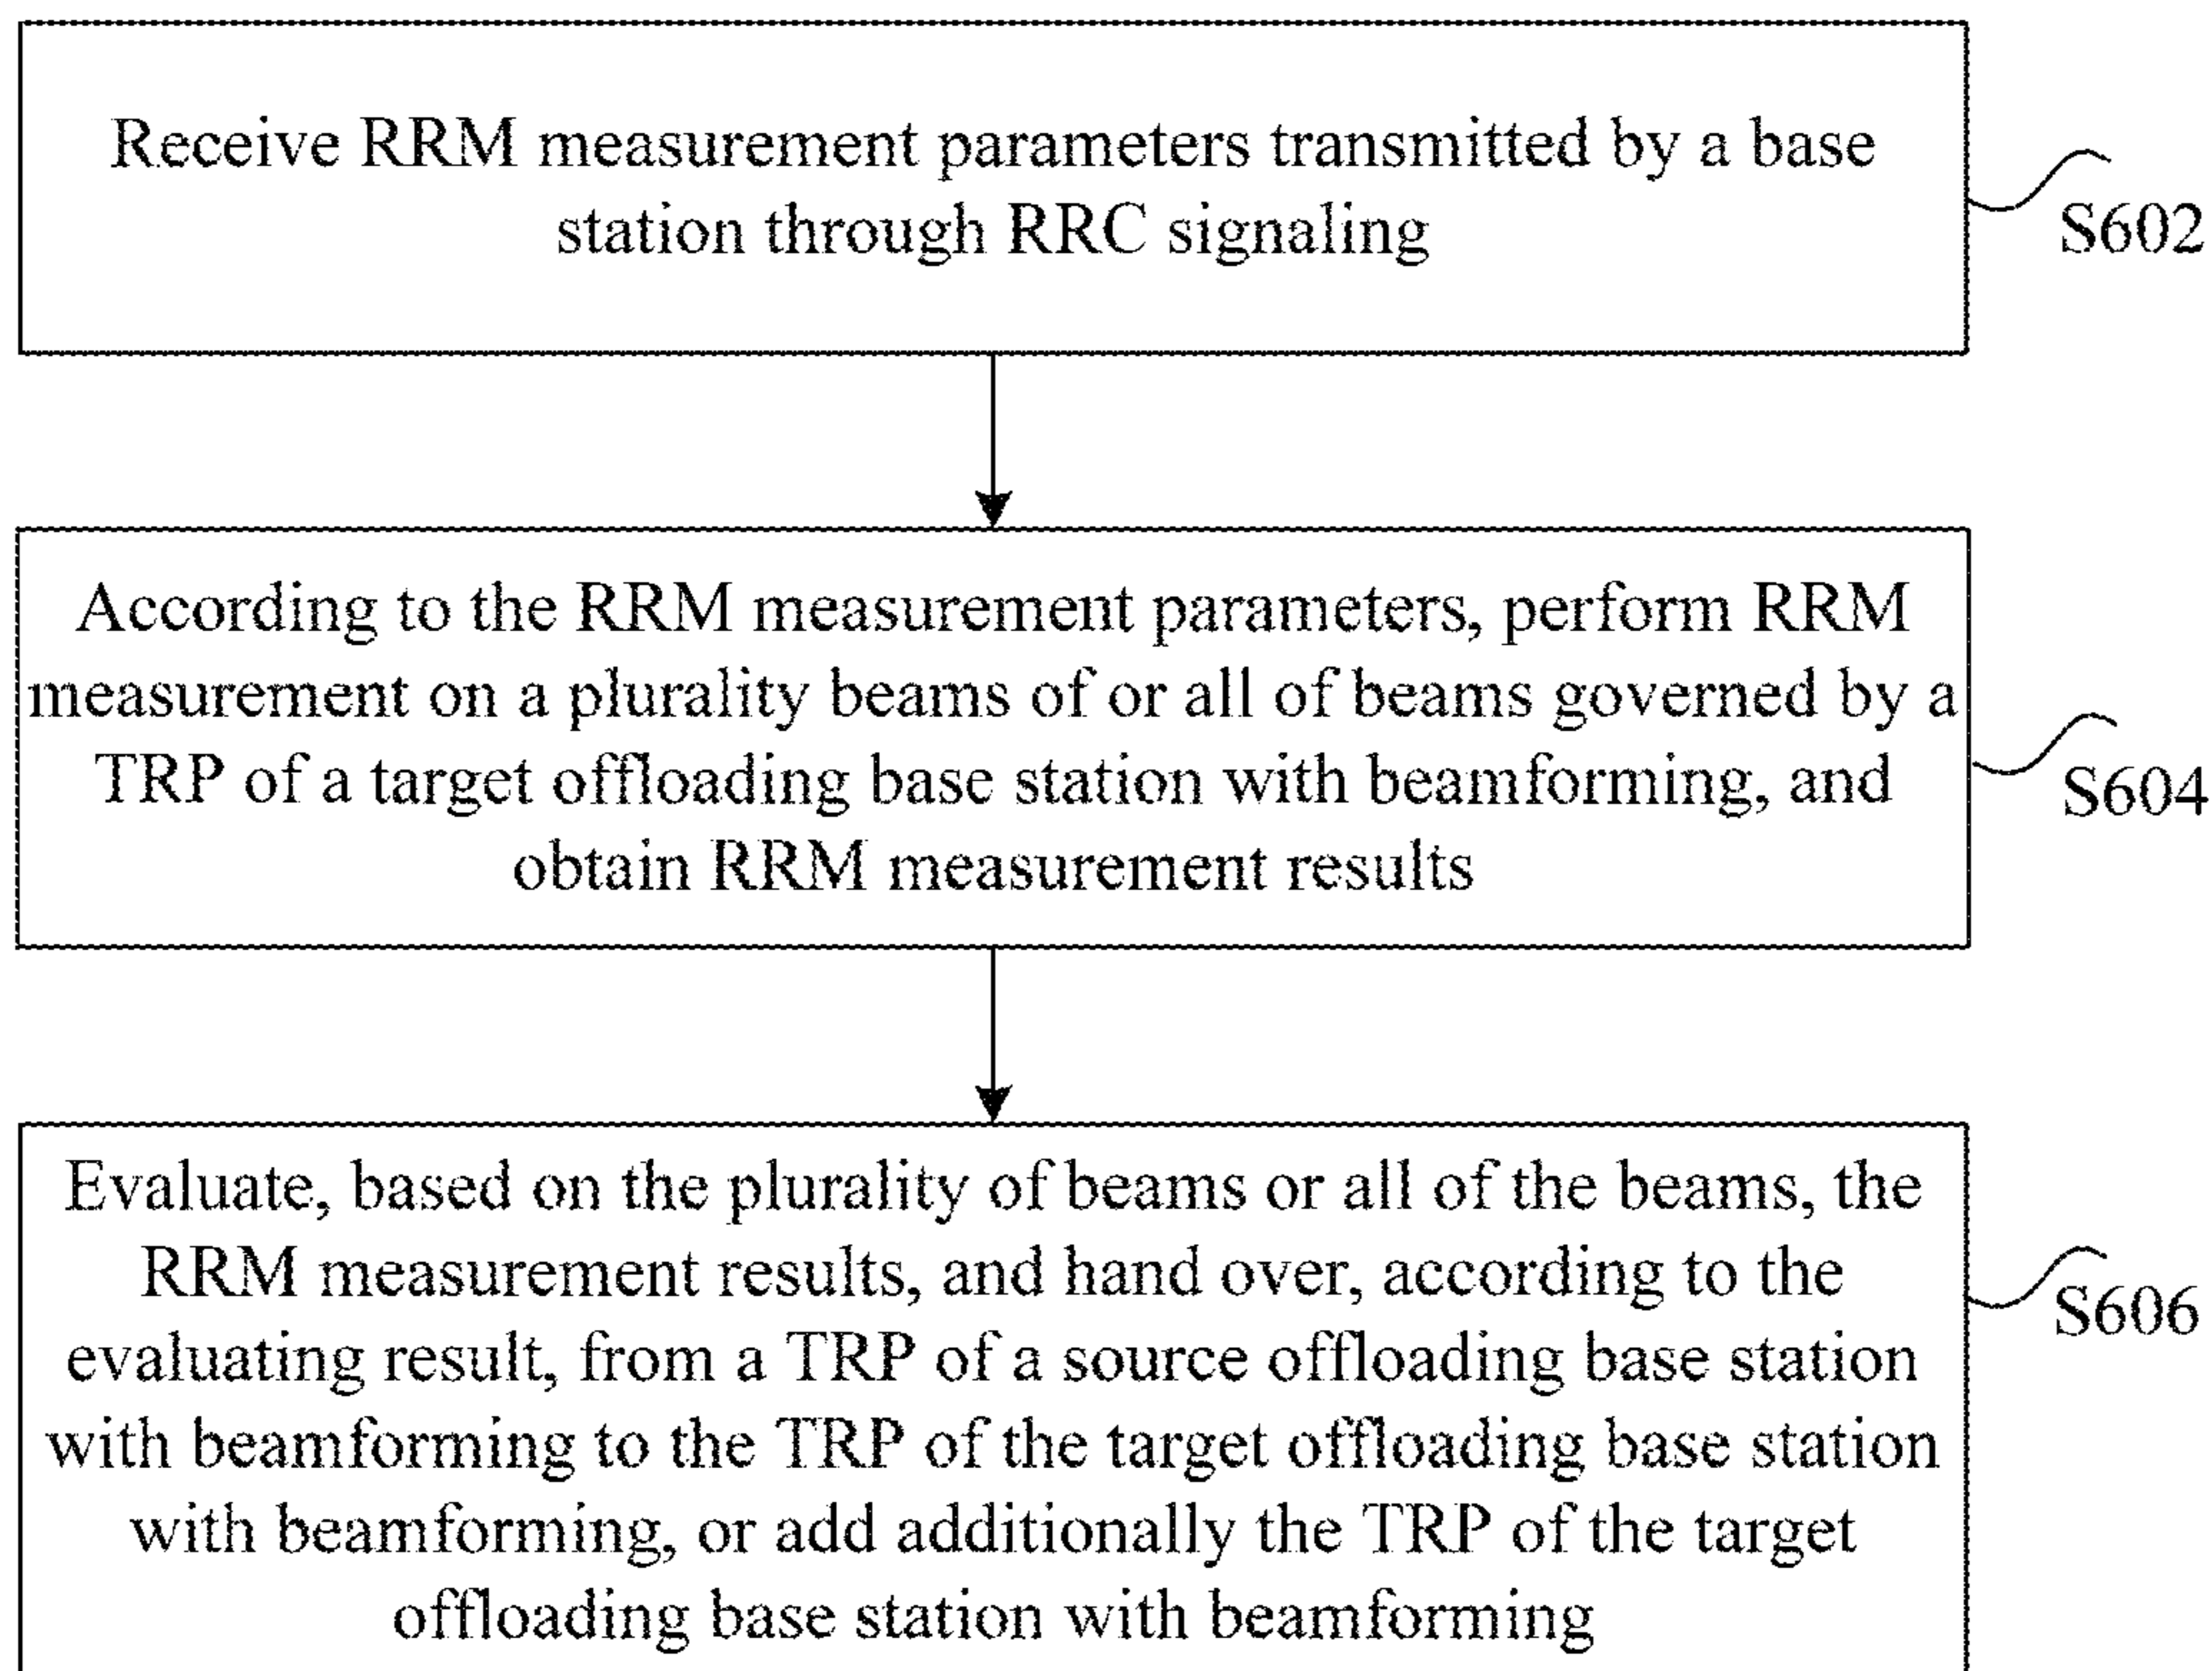 Receive RRM measurement parameters transmitted by a base
station through RRC signaling
S602
According to the RRM measurement parameters, perform RRM
measurement on a plurality beams of or all of beams governed by a
TRP of a target offloading base station with beamforming, and
obtain RRM measurement results
S604
Evaluate, based on the plurality of beams or all of the beams, the
RRM measurement results, and hand over, according to the
evaluating result, from a TRP of a source offloading base station
with beamforming to the TRP of the target offloading base station
with beamforming, or add additionally the TRP of the target
offloading base station with beamforming
S606